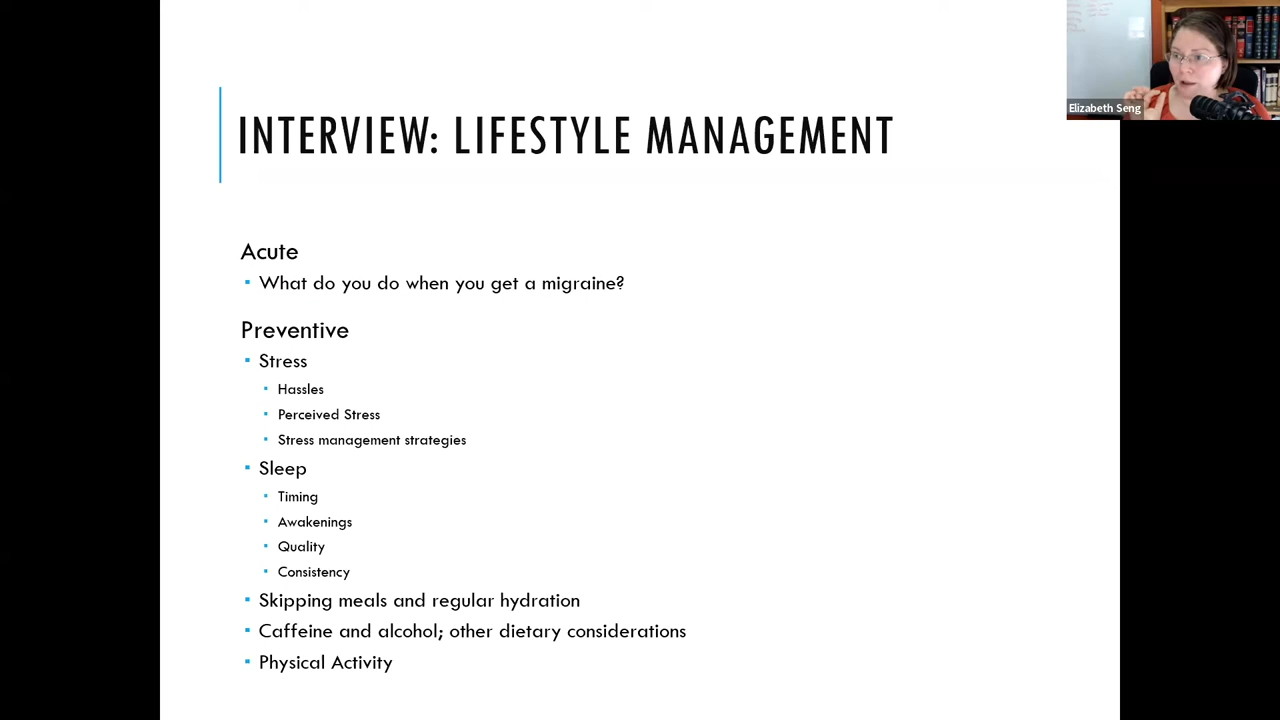 Elizabeth Seng
INTERVIEW: LIFESTYLE MANAGEMENT
Acute
What do you do when you get a migraine?
Preventive
Stress
Hassles
Perceived Stress
Stress management strategies
Sleep
Timing
Awakenings
Quality
Consistency
Skipping meals and regular hydration
Caffeine and alcohol; other dietary considerations
Physical Activity